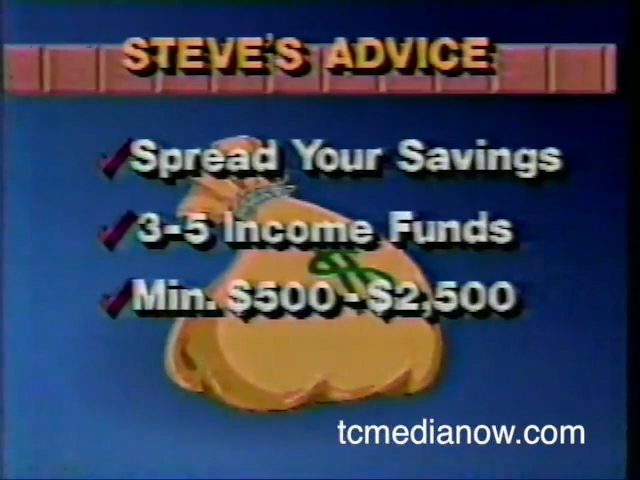 STEVE'S ADVICE
Spread Your Savings
3-5 Income Funds
Min. $500 - $2,500
$
tcmedianow.com